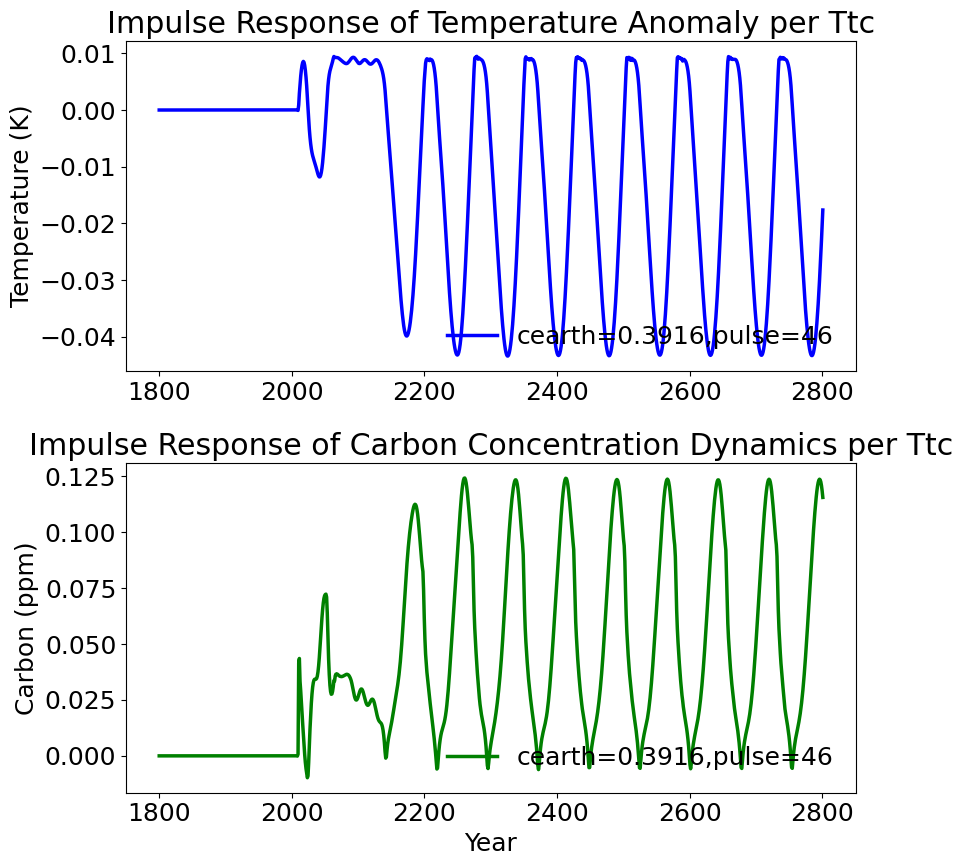 Impulse Response of Temperature Anomaly per Ttc
0.01
0.00
−0.01
−0.02
−0.03
−0.04
Temperature (K)
cearth=0.3916,pulse=46
1800 2000 2200 2400 2600 2800
Impulse Response of Carbon Concentration Dynamics per Ttc
0.125
0.100
0.075
0.050
0.025
0.000
Carbon (ppm)
cearth=0.3916,pulse=46
1800 2000 2200 2400 2600 2800
Year